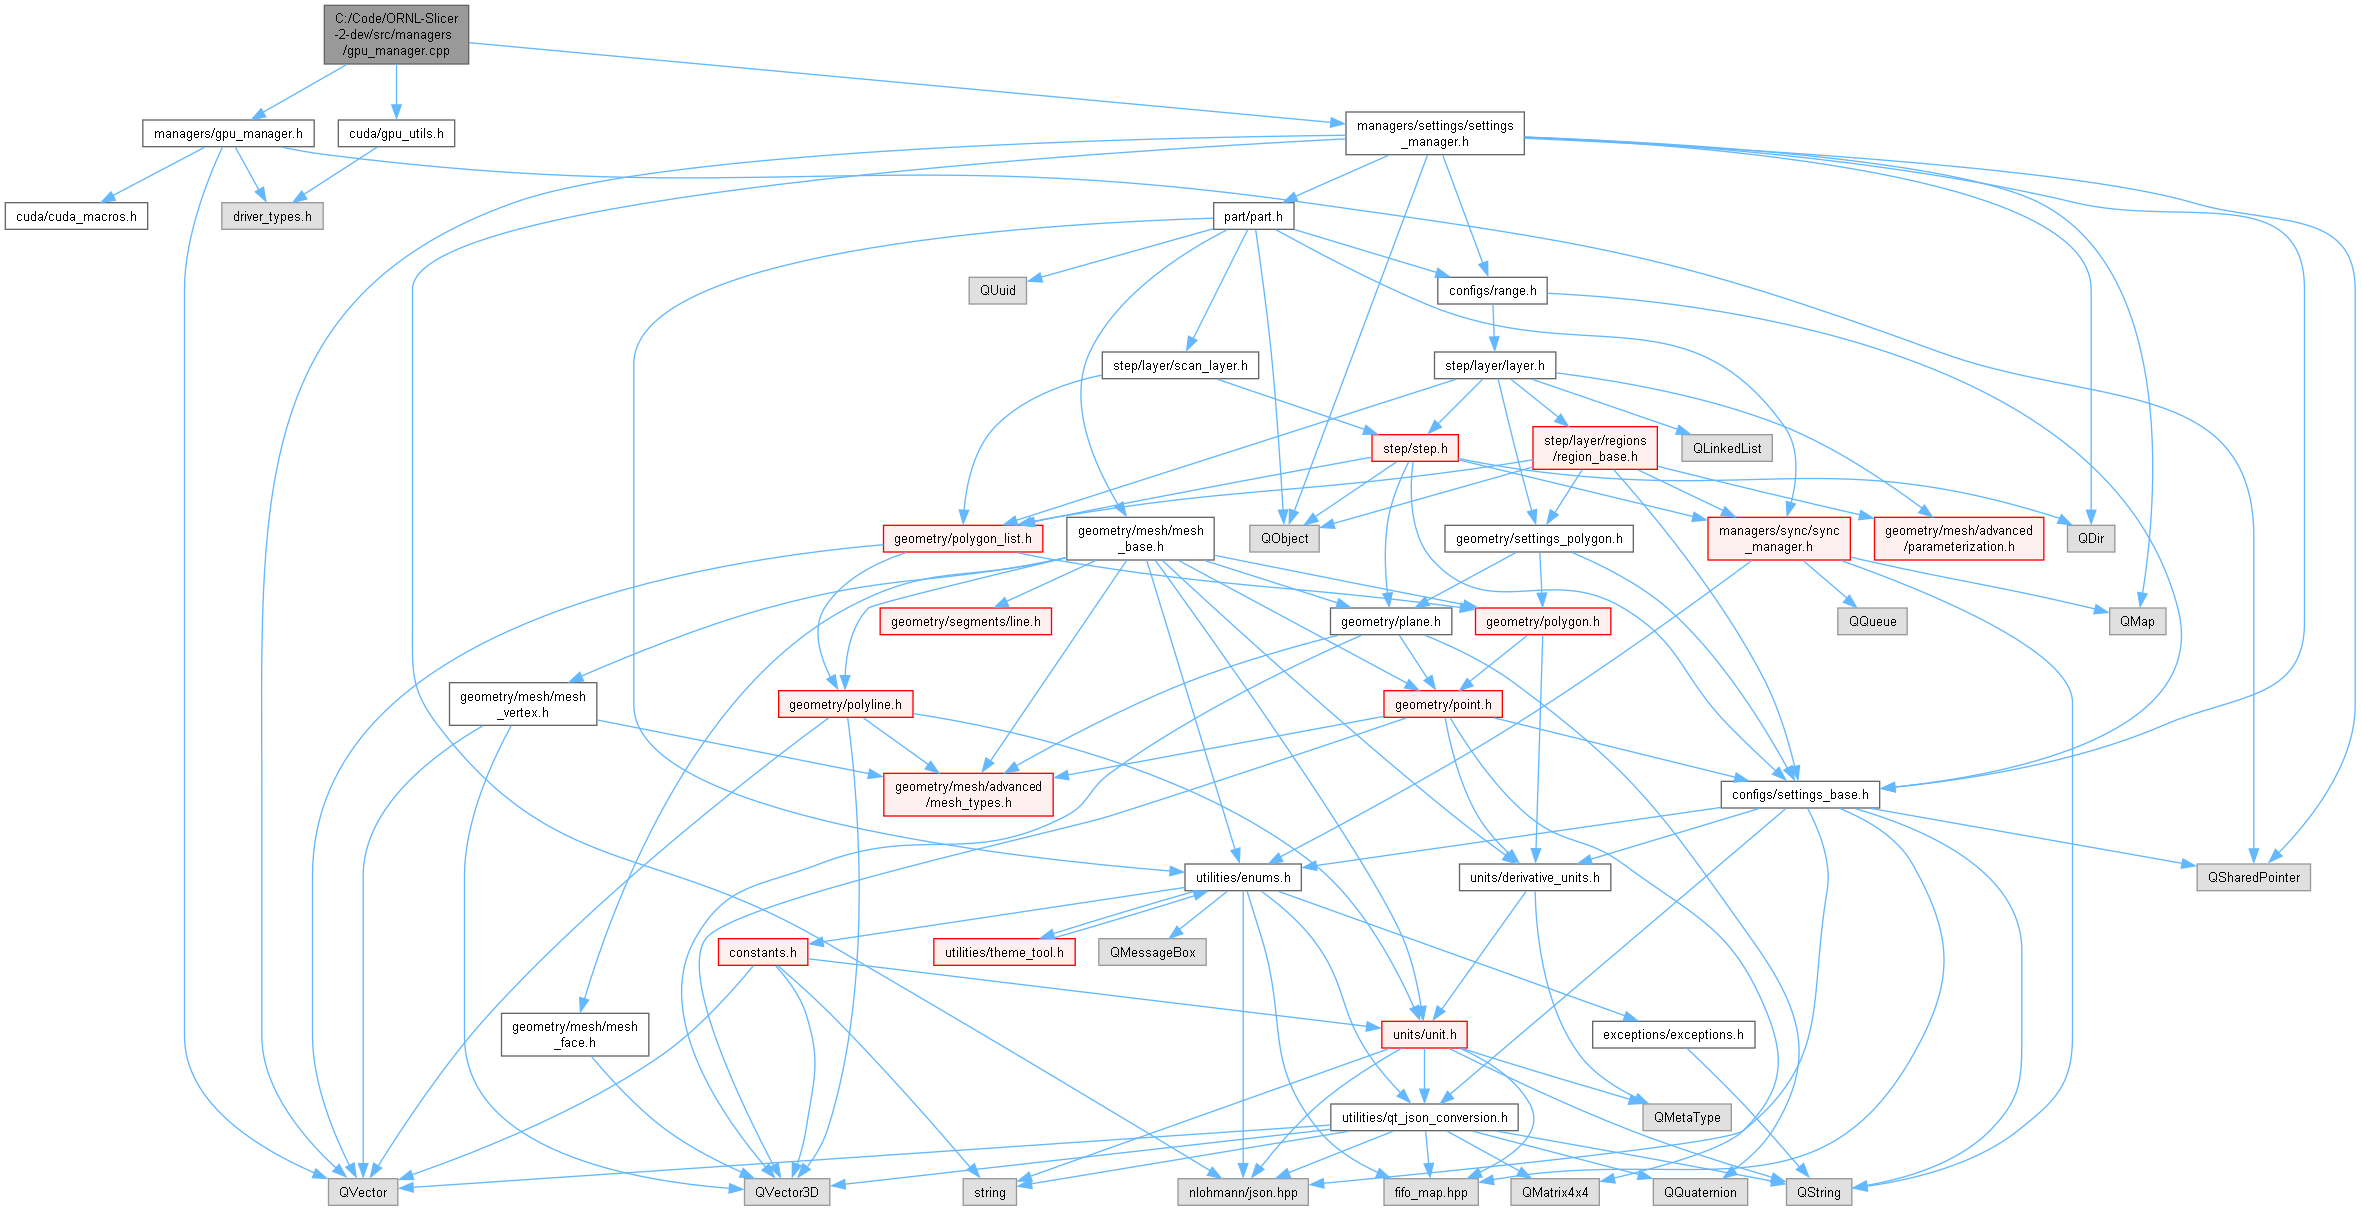 C:/Code/ORNL-Slicer
-2-dev/src/managers
/gpu_manager.cpp
managers/gpu_manager.h
cuda/gpu_utils.h
managers/settings/settings
_manager.h
cuda/cuda_macros.h
driver_types.h
part/part.h
QUuid
configs/range.h
step/layer/scan_layer.h
step/layer/layer.h
step/step.h
step/layer/regions
/region_base.h
QLinkedList
geometry/polygon_list.h
geometry/mesh/mesh
_base.h
QObject
geometry/settings_polygon.h
managers/sync/sync
_manager.h
geometry/mesh/advanced
/parameterization.h
QDir
geometry/segments/line.h
geometry/plane.h
geometry/polygon.h
QQueue
QMap
geometry/mesh/mesh
_vertex.h
geometry/polyline.h
geometry/point.h
geometry/mesh/advanced
/mesh_types.h
configs/settings_base.h
utilities/enums.h
units/derivative_units.h
QSharedPointer
constants.h
utilities/theme_tool.h
QMessageBox
geometry/mesh/mesh
_face.h
units/unit.h
exceptions/exceptions.h
utilities/qt_json_conversion.h
QMetaType
QVector
QVector3D
string
nlohmann/json.hpp
fifo_map.hpp
QMatrix4x4
QQuaternion
QString